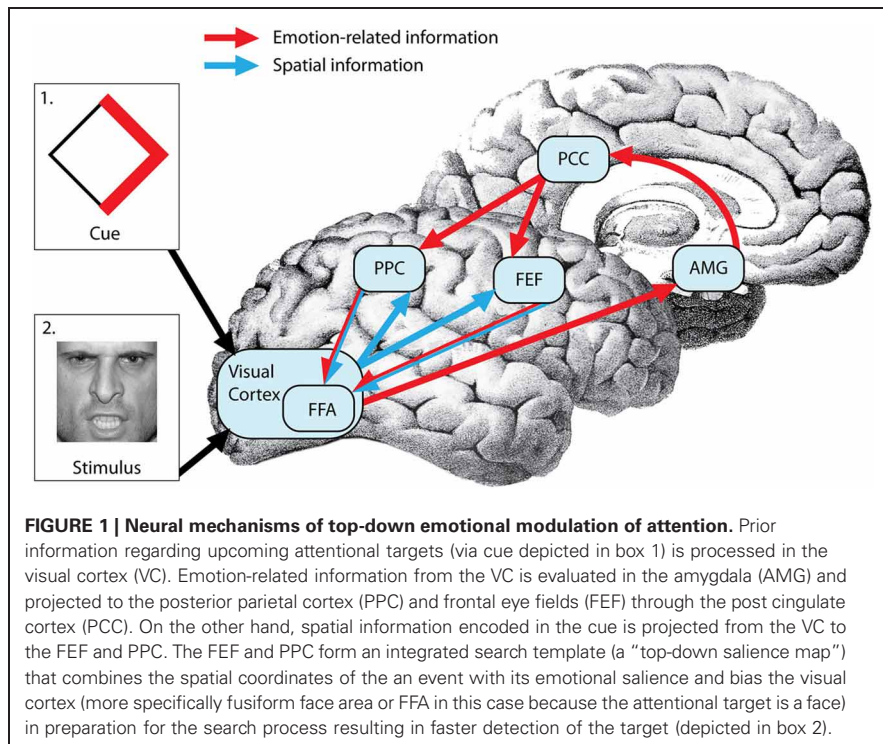 Emotion-related information
Spatial information
1.
Cue
2.
Stimulus
PCC
PPC
FEF
AMG
Visual
Cortex
FFA
FIGURE 1 | Neural mechanisms of top-down emotional modulation of attention. Prior
information regarding upcoming attentional targets (via cue depicted in box 1) is processed in the
visual cortex (VC). Emotion-related information from the VC is evaluated in the amygdala (AMG) and
projected to the posterior parietal cortex (PPC) and frontal eye fields (FEF) through the post cingulate
cortex (PCC). On the other hand, spatial information encoded in the cue is projected from the VC to
the FEF and PPC. The FEF and PPC form an integrated search template (a “top-down salience map”)
that combines the spatial coordinates of the an event with its emotional salience and bias the visual
cortex (more specifically fusiform face area or FFA in this case because the attentional target is a face)
in preparation for the search process resulting in faster detection of the target (depicted in box 2).